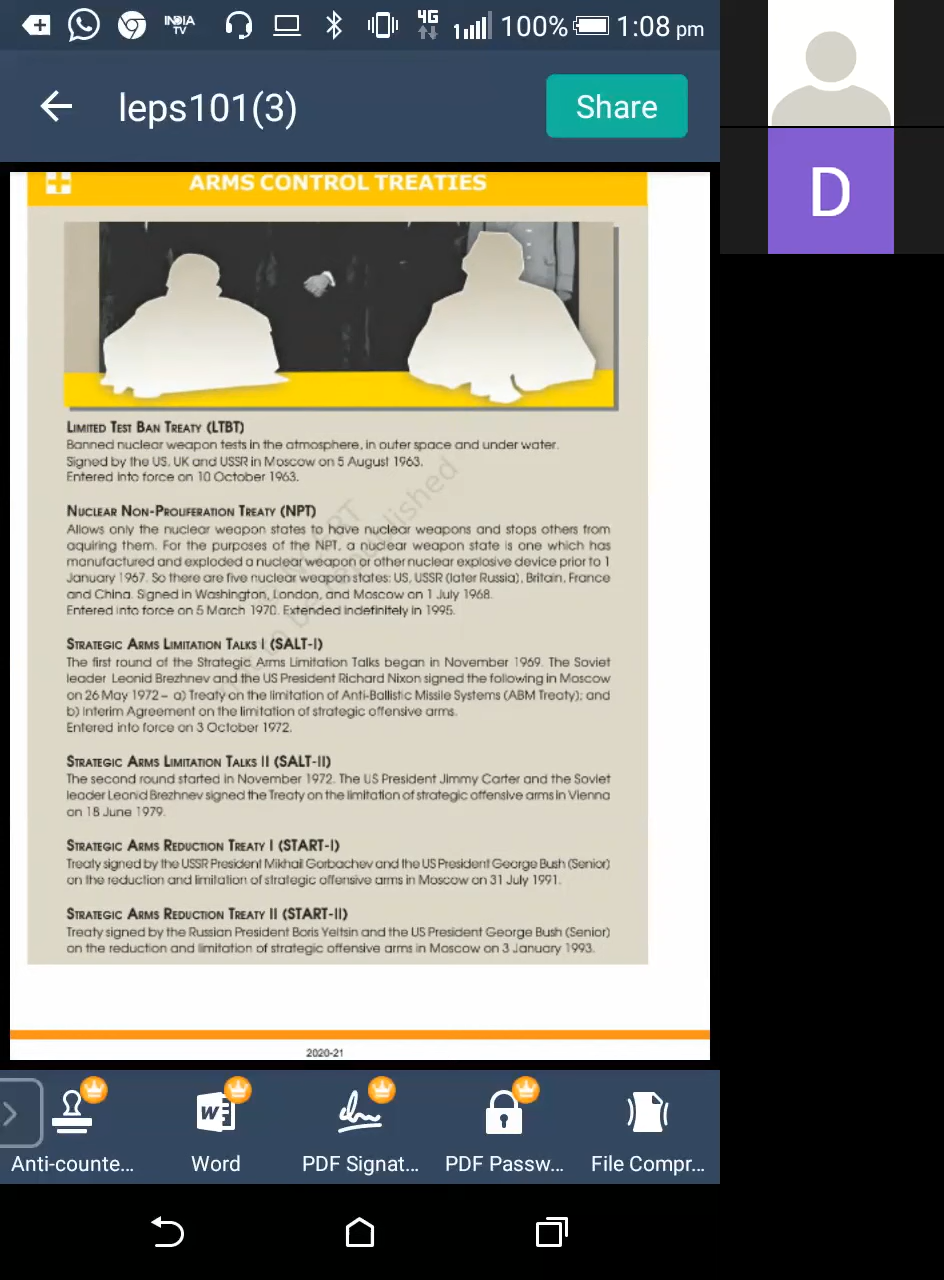 INDIA
TV
4G
100%
1:08 pm
leps101(3)
Share
D
ARMS CONTROL TREATIES
LIMITED TEST BAN TREATY (LTBT)
Banned nuclear weapon tests in the atmosphere, in outer space and under water.
Signed by the US, UK and USSR in Moscow on 5 August 1963.
Entered into force on 10 October 1963.
NUCLEAR NON-PROLIFERATION TREATY (NPT)
Allows only the nuclear weapon states to have nuclear weapons and stops others from
aquiring them. For the purposes of the NPT, a nuclear weapon state is one which has
manufactured and exploded a nuclear weapon or other nuclear explosive device prior to 1
January 1967. So there are five nuclear weapon states: US, USSR (later Russia), Britain, France
and China. Signed in Washington, London, and Moscow on 1 July 1968.
Entered into force on 5 March 1970. Extended indefinitely in 1995.
STRATEGIC ARMS LIMITATION TALKS I (SALT-I)
The first round of the Strategic Arms Limitation Talks began in November 1969. The Soviet
leader Leonid Brezhnev and the US President Richard Nixon signed the following in Moscow
on 26 May 1972 – a) Treaty on the limitation of Anti-Ballistic Missile Systems (ABM Treaty); and
b) Interim Agreement on the limitation of strategic offensive arms.
Entered into force on 3 October 1972.
STRATEGIC ARMS LIMITATION TALKS II (SALT-II)
The second round started in November 1972. The US President Jimmy Carter and the Soviet
leader Leonid Brezhnev signed the Treaty on the limitation of strategic offensive arms in Vienna
on 18 June 1979.
STRATEGIC ARMS REDUCTION TREATY I (START-I)
Treaty signed by the USSR President Mikhail Gorbachev and the US President George Bush (Senior)
on the reduction and limitation of strategic offensive arms in Moscow on 31 July 1991.
STRATEGIC ARMS REDUCTION TREATY II (START-II)
Treaty signed by the Russian President Boris Yeltsin and the US President George Bush (Senior)
on the reduction and limitation of strategic offensive arms in Moscow on 3 January 1993.
2020-21
Anti-counte...
Word
PDF Signat...
PDF Passw...
File Compr...